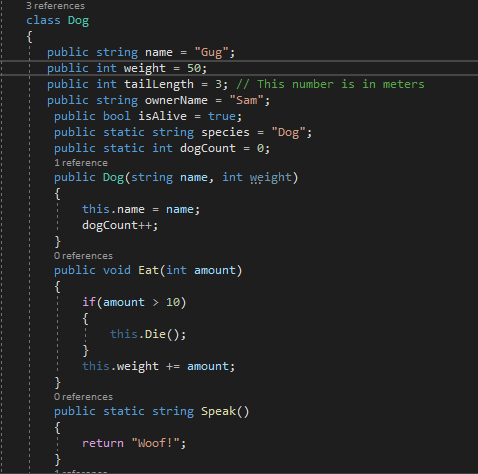 3 references
class Dog
{
public string name = "Gug";
public int weight = 50;
public int tailLength = 3; // This number is in meters
public string ownerName = "Sam";
public bool isAlive = true;
public static string species = "Dog";
public static int dogCount = 0;
1 reference
public Dog(string name, int weight)
{
this.name = name;
dogCount++;
}
0 references
public void Eat(int amount)
{
if(amount > 10)
{
this.Die();
}
this.weight += amount;
}
0 references
public static string Speak()
{
return "Woof!";
}
1 reference